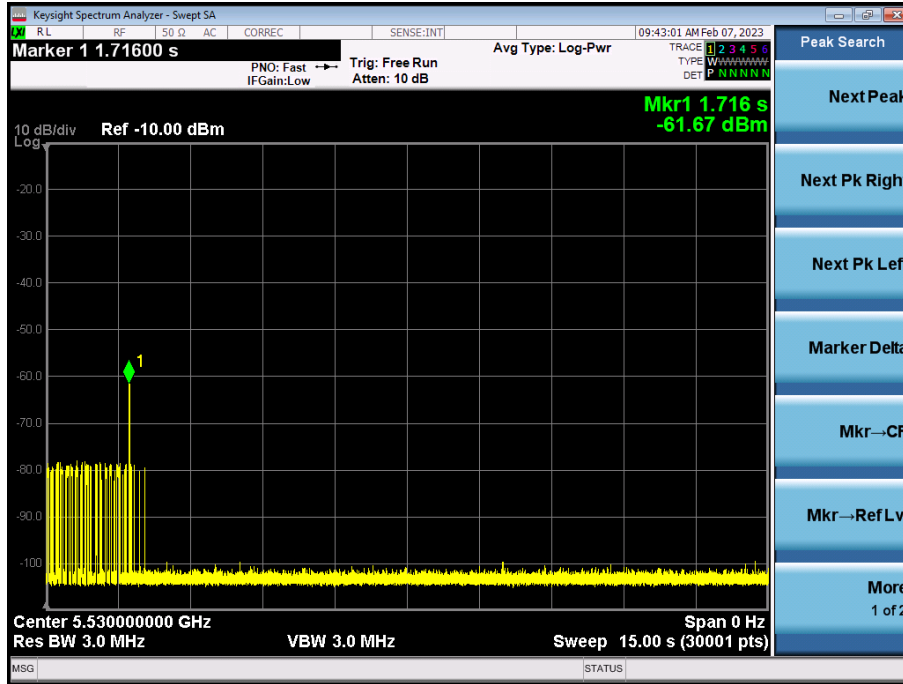 Keysight Spectrum Analyzer - Swept SA
LXI RL RF 50 Ω AC CORREC SENSE:INT 09:43:01 AM Feb 07, 2023
Marker 1 1.71600 s
PNO: Fast
IFGain:Low
Trig: Free Run
Atten: 10 dB
Avg Type: Log-Pwr
TRACE 1 2 3 4 5 6
TYPE W
DET P N N N N N
Mkr1 1.716 s
-61.67 dBm
10 dB/div Ref -10.00 dBm
Log
-20.0
-30.0
-40.0
-50.0
1
-60.0
-70.0
-80.0
-90.0
-100
Center 5.530000000 GHz Span 0 Hz
Res BW 3.0 MHz VBW 3.0 MHz Sweep 15.00 s (30001 pts)
MSG STATUS
Peak Search
Next Peak
Next Pk Righ
Next Pk Lef
Marker Delta
Mkr→CF
Mkr→Ref Lv
More
1 of 2